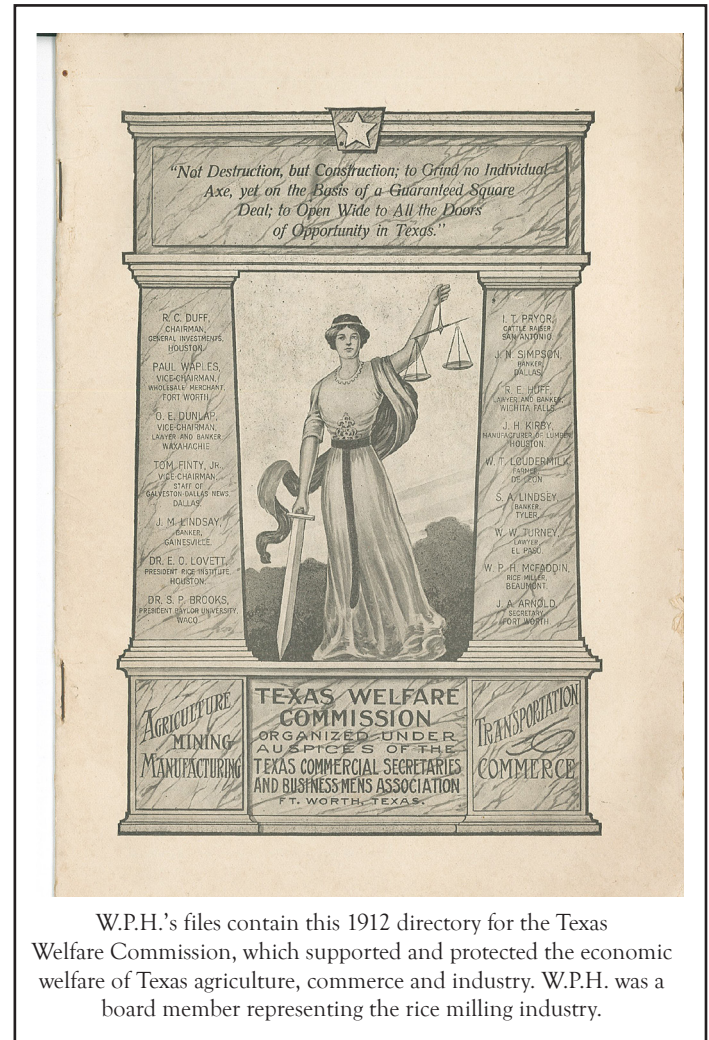 “Not Destruction, but Construction; to Grind no Individual
Axe, yet on the Basis of a Guaranteed Square
Deal; to Open Wide to All the Doors
of Opportunity in Texas.”
R. C. DUFF,
CHAIRMAN,
GENERAL INVESTMENTS,
HOUSTON.
PAUL WAPLES,
VICE-CHAIRMAN,
WHOLESALE MERCHANT,
FORT WORTH.
O. E. DUNLAP,
VICE-CHAIRMAN,
LAWYER AND BANKER,
WAXAHACHIE
TOM FINTY, JR.,
VICE-CHAIRMAN,
STAFF OF
GALVESTON-DALLAS NEWS,
DALLAS.
J. M. LINDSAY,
BANKER,
GAINESVILLE.
DR. E. O. LOVETT,
PRESIDENT RICE INSTITUTE,
HOUSTON.
DR. S. P. BROOKS,
PRESIDENT BAYLOR UNIVERSITY,
WACO.
I. T. PRYOR,
CATTLE RAISER,
SAN ANTONIO.
J. N. SIMPSON,
BANKER,
DALLAS.
R. E. HUFF,
LAWYER AND BANKER,
WICHITA FALLS.
J. H. KIRBY,
MANUFACTURER OF LUMBER,
HOUSTON.
W. T. LOUDERMILK,
FARMER,
DE LEON
S. A. LINDSEY,
BANKER,
TYLER.
W. W. TURNEY,
LAWYER,
EL PASO.
W. P. H. MCFADDIN,
RICE MILLER,
BEAUMONT.
J. A. ARNOLD,
SECRETARY,
FORT WORTH.
AGRICULTURE
MINING
MANUFACTURING
TEXAS WELFARE
COMMISSION
ORGANIZED UNDER
AUSPICES OF THE
TEXAS COMMERCIAL SECRETARIES
AND BUSINESS MENS ASSOCIATION
FT. WORTH, TEXAS.
TRANSPORTATION
COMMERCE
W.P.H.’s files contain this 1912 directory for the Texas
Welfare Commission, which supported and protected the economic
welfare of Texas agriculture, commerce and industry. W.P.H. was a
board member representing the rice milling industry.